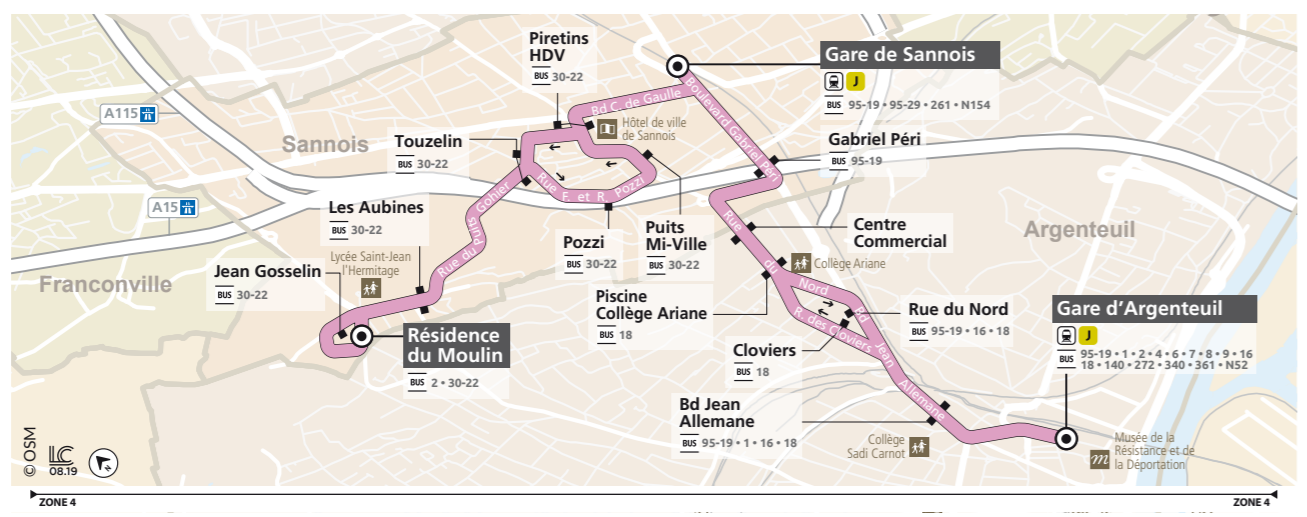 Piretins
HDV
BUS 30-22
Gare de Sannois
J
BUS 95-19 • 95-29 • 261 • N154
A115
Bd C. de Gaulle
Boulevard Gabriel Péri
Hôtel de ville
de Sannois
Sannois
Touzelin
BUS 30-22
Gabriel Péri
BUS 95-19
Rue F. et R. Pozzi
A15
Les Aubines
BUS 30-22
Rue du Puits Gohier
Pozzi
BUS 30-22
Puits
Mi-Ville
BUS 30-22
Centre
Commercial
Argenteuil
Lycée Saint-Jean
l'Hermitage
Jean Gosselin
BUS 30-22
Franconville
Collège Ariane
Rue du Nord
Piscine
Collège Ariane
BUS 18
Rue du Nord
BUS 95-19 • 16 • 18
Gare d'Argenteuil
J
BUS 95-19 • 1 • 2 • 4 • 6 • 7 • 8 • 9 • 16
18 • 140 • 272 • 340 • 361 • N52
Résidence
du Moulin
BUS 2 • 30-22
R. des Cloviers
Cloviers
BUS 18
Bd Jean Allemane
Bd Jean
Allemane
BUS 95-19 • 1 • 16 • 18
Collège
Sadi Carnot
m
Musée de la
Résistance et de
la Déportation
© OSM
LC
08.19
ZONE 4
ZONE 4